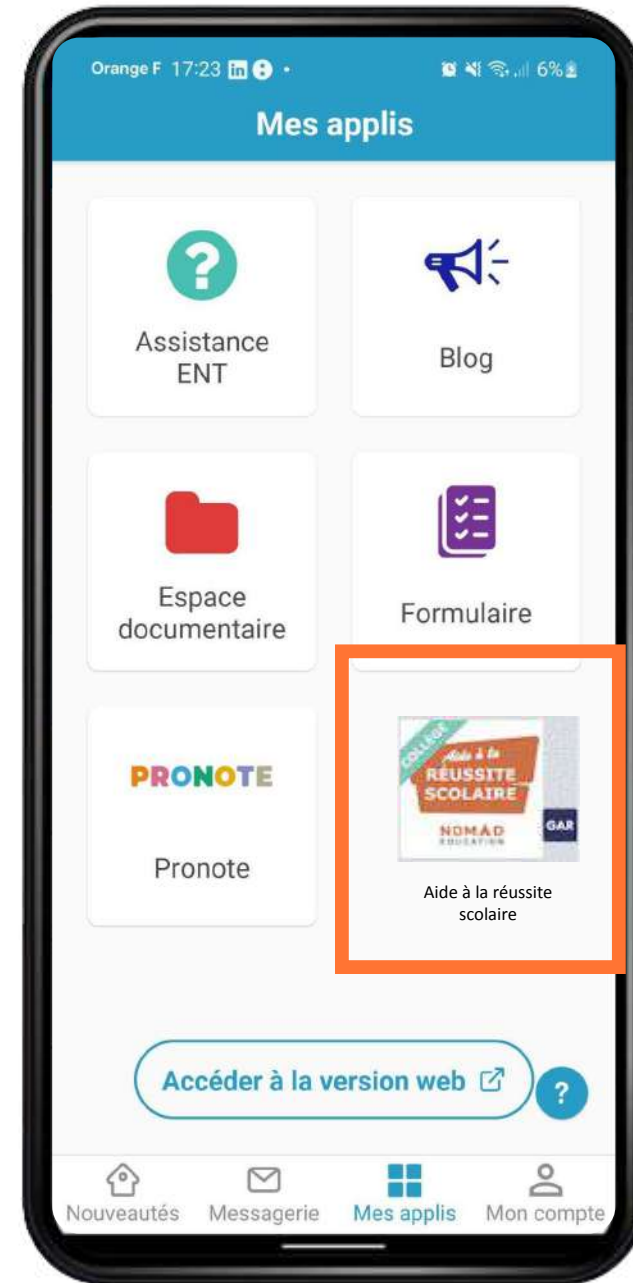 Orange F 17:23
6%
Mes applis
Assistance
ENT
Blog
Espace
documentaire
Formulaire
PRONOTE
Pronote
COLLÈGE
Aide à la
RÉUSSITE
SCOLAIRE
NOMAD
EDUCATION
GAR
Aide à la réussite
scolaire
Accéder à la version web
?
Nouveautés Messagerie Mes applis Mon compte